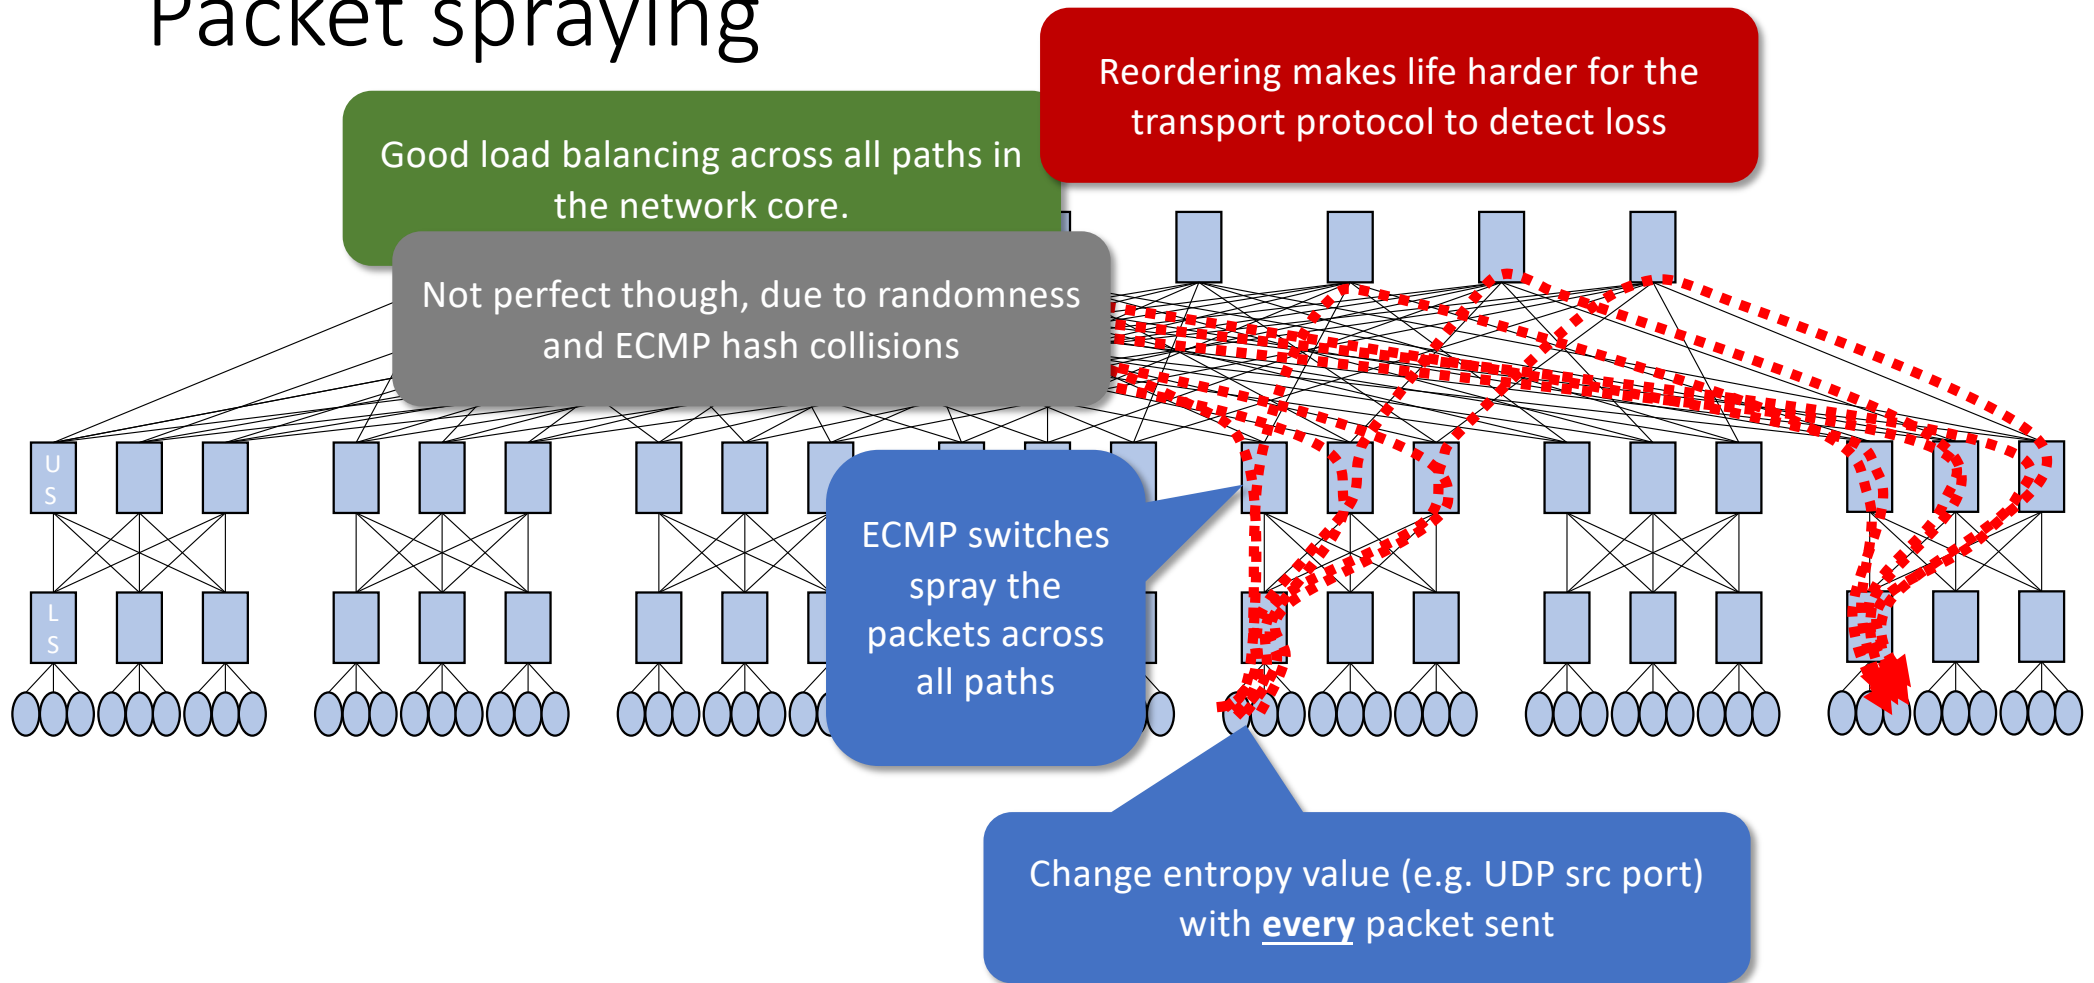 Packet spraying
Reordering makes life harder for the
transport protocol to detect loss
Good load balancing across all paths in
the network core.
Not perfect though, due to randomness
and ECMP hash collisions
U
S
ECMP switches
spray the
packets across
all paths
L
S
Change entropy value (e.g. UDP src port)
with every packet sent